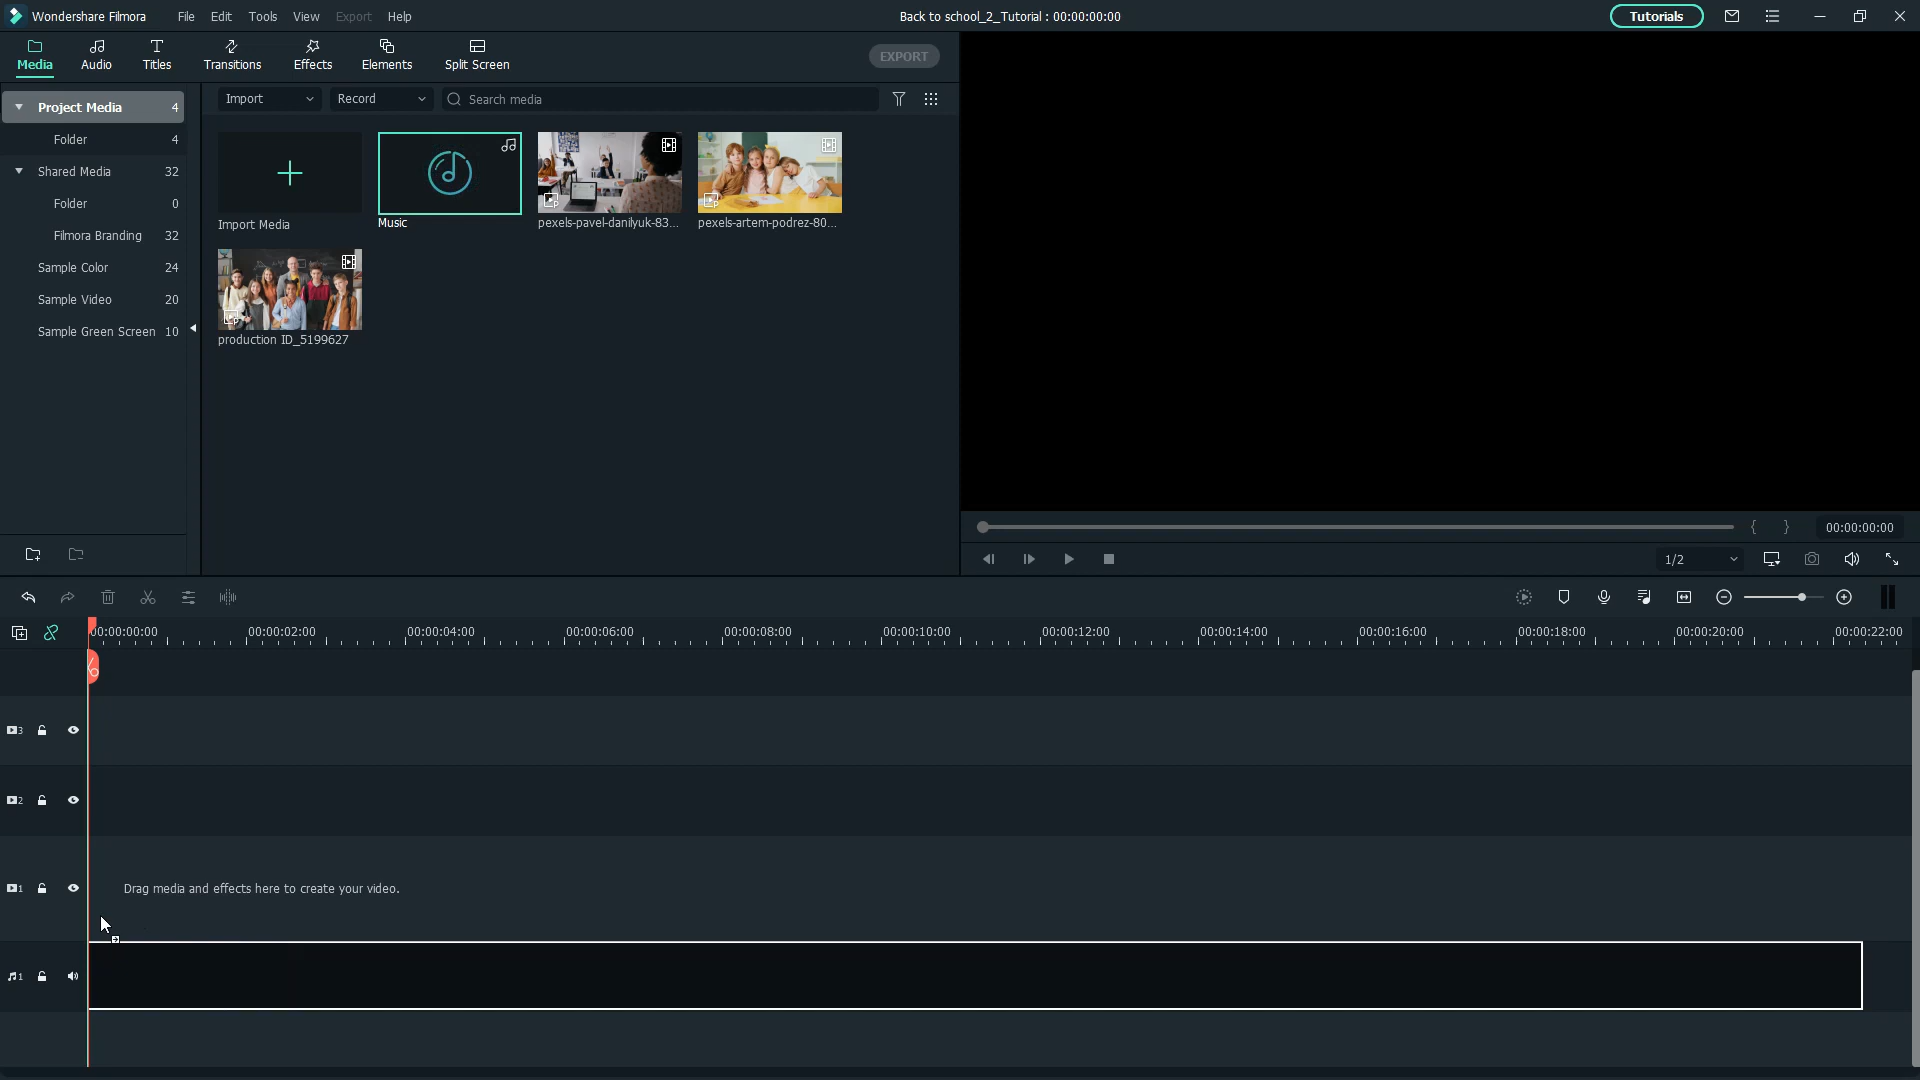 Wondershare Filmora File Edit Tools View Export Help Back to school_2_Tutorial : 00:00:00:00 Tutorials
Media Audio Titles Transitions Effects Elements Split Screen EXPORT
Project Media 4
Folder 4
Shared Media 32
Folder 0
Filmora Branding 32
Sample Color 24
Sample Video 20
Sample Green Screen 10
Import Record Search media
Import Media Music pexels-pavel-danilyuk-83... pexels-artem-podrez-80...
production ID_5199627
{ } 00:00:00:00
1/2
00:00:00:00 00:00:02:00 00:00:04:00 00:00:06:00 00:00:08:00 00:00:10:00 00:00:12:00 00:00:14:00 00:00:16:00 00:00:18:00 00:00:20:00 00:00:22:00
3
2
1 Drag media and effects here to create your video.
1